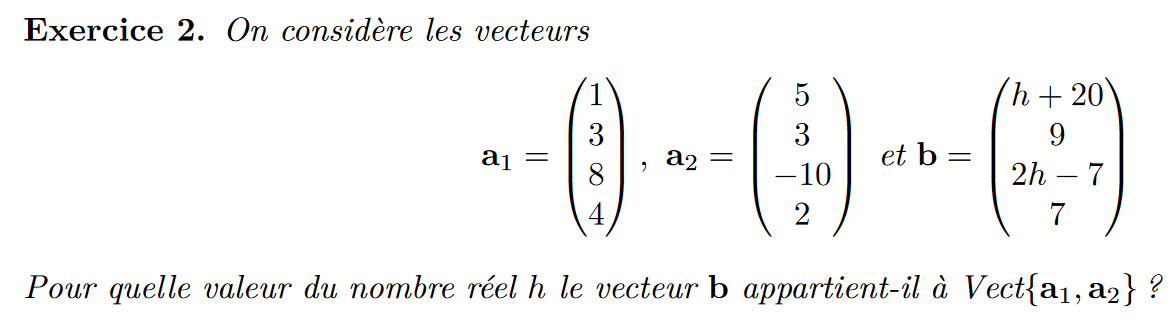 Exercice 2. On considère les vecteurs
a₁ = (1 3 8 4) , a₂ = (5 3 −10 2) et b = (h + 20 9 2h − 7 7)
Pour quelle valeur du nombre réel h le vecteur b appartient-il à Vect{a₁, a₂} ?